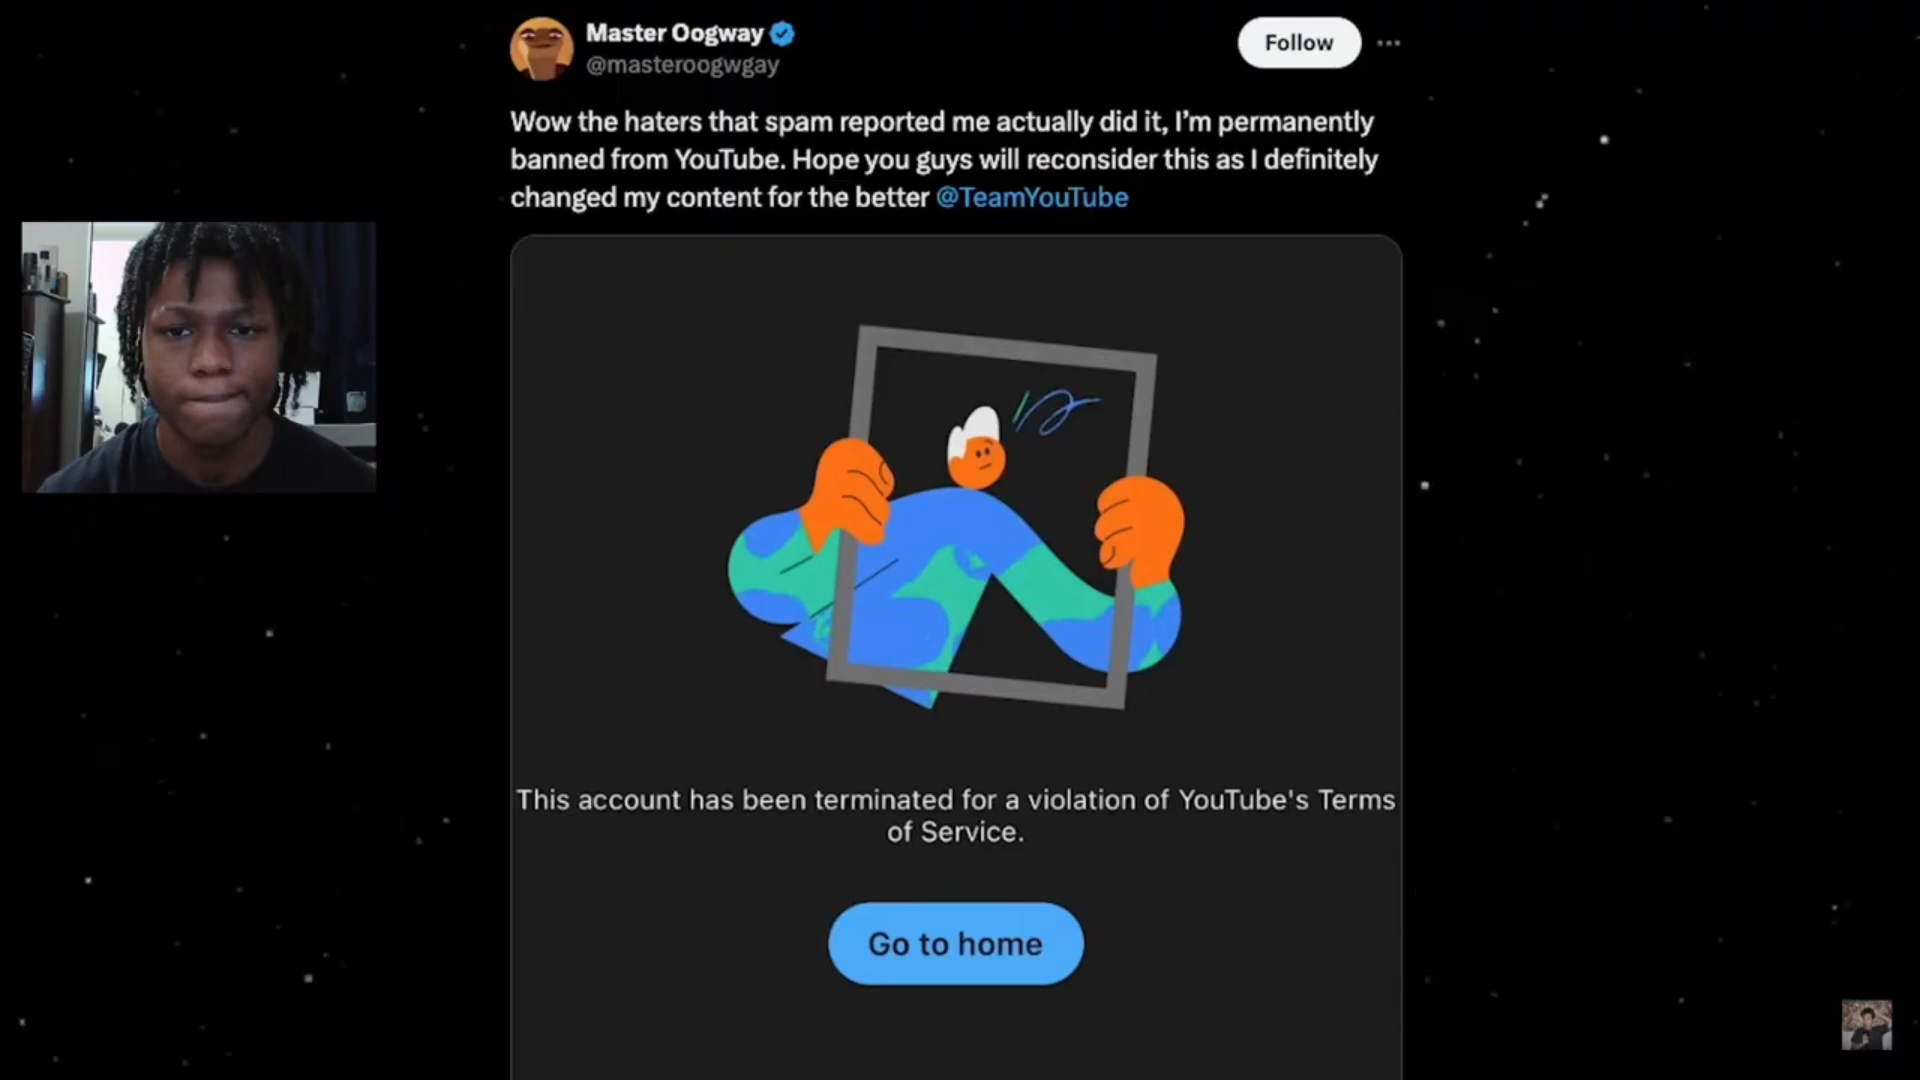 Master Oogway
Follow
@masteroogwgay
Wow the haters that spam reported me actually did it, I’m permanently
banned from YouTube. Hope you guys will reconsider this as I definitely
changed my content for the better @TeamYouTube
This account has been terminated for a violation of YouTube's Terms
of Service.
Go to home